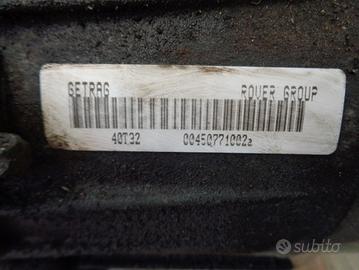 GETRAG ROVER GROUP
40T32 00450771002a
subito